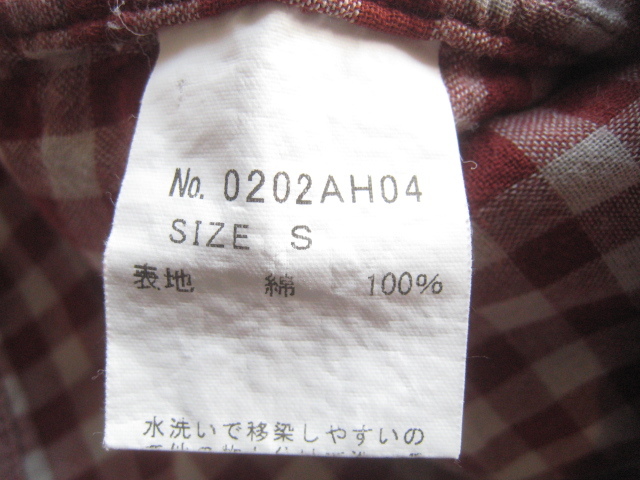 No. 0202AH04
SIZE S
表地 綿 100%
水洗いで移染しやすいの